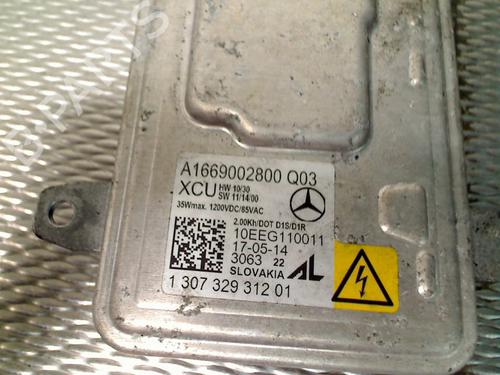 B-PARTS
A1669002800 Q03
XCU HW 10/30
SW 11/14/00
35Wmax. 1200VDC/85VAC
2.00Kh/DOT D1S/D1R
10EEG110011
17-05-14
3063 22
SLOVAKIA AL
1 307 329 312 01